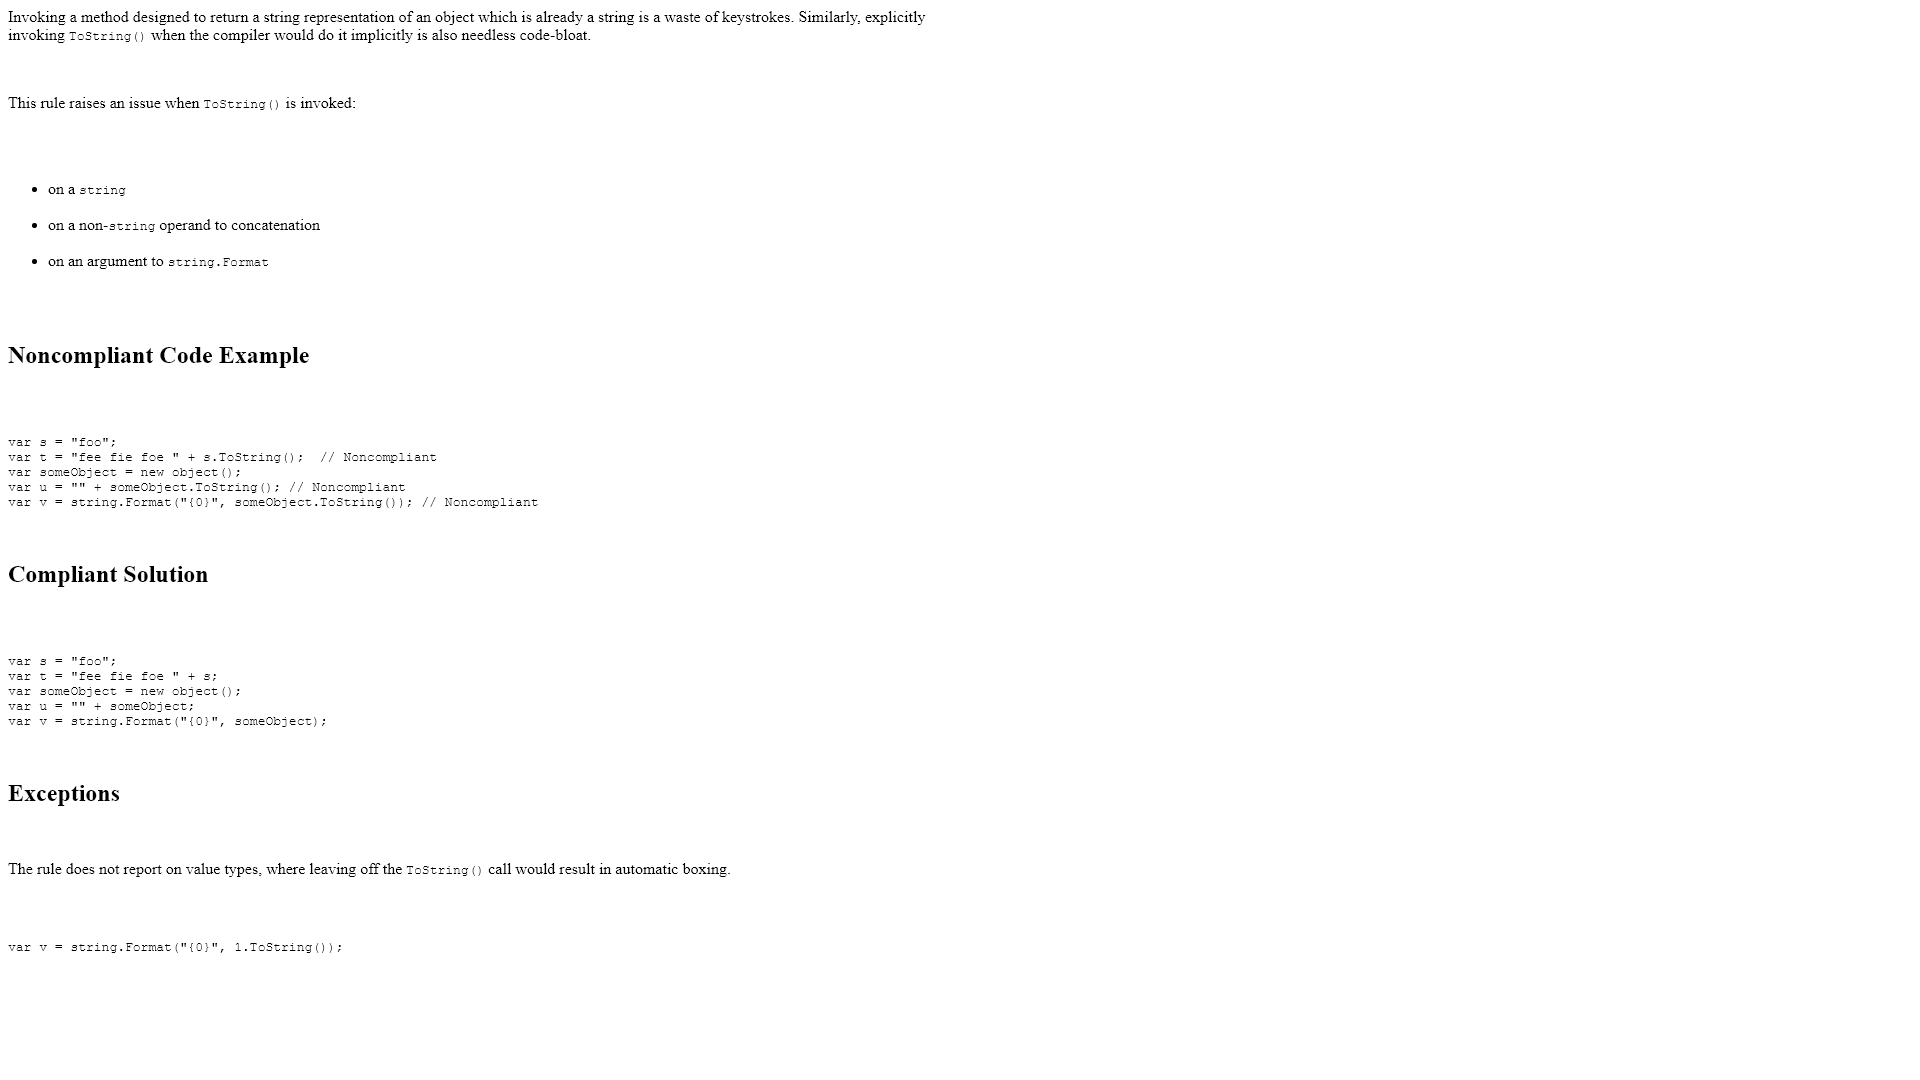 Invoking a method designed to return a string representation of an object which is already a string is a waste of keystrokes. Similarly, explicitly
invoking ToString() when the compiler would do it implicitly is also needless code-bloat.
This rule raises an issue when ToString() is invoked:
• on a string
• on a non-string operand to concatenation
• on an argument to string.Format
Noncompliant Code Example
var s = "foo";
var t = "fee fie foe " + s.ToString();  // Noncompliant
var someObject = new object();
var u = "" + someObject.ToString(); // Noncompliant
var v = string.Format("{0}", someObject.ToString()); // Noncompliant
Compliant Solution
var s = "foo";
var t = "fee fie foe " + s;
var someObject = new object();
var u = "" + someObject;
var v = string.Format("{0}", someObject);
Exceptions
The rule does not report on value types, where leaving off the ToString() call would result in automatic boxing.
var v = string.Format("{0}", 1.ToString());